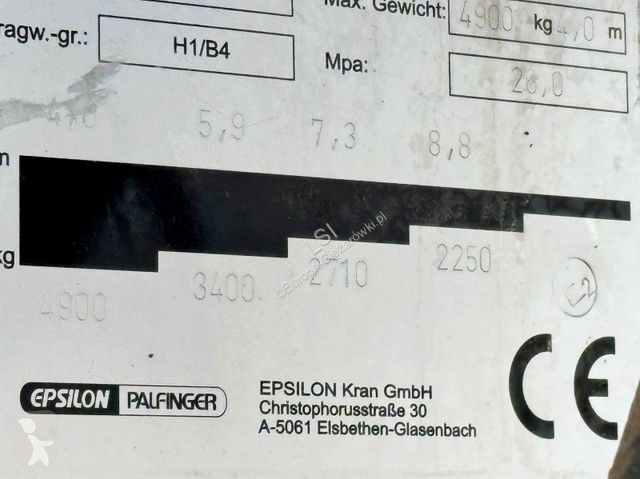 Max. Gewicht: 4900 kg 4,0 m
ragw.-gr.: H1/B4
Mpa: 26,0
5,9 7,3 8,8
kg
4900 3400 2710 2250
EPSILON PALFINGER
EPSILON Kran GmbH
Christophorusstraße 30
A-5061 Elsbethen-Glasenbach
CE